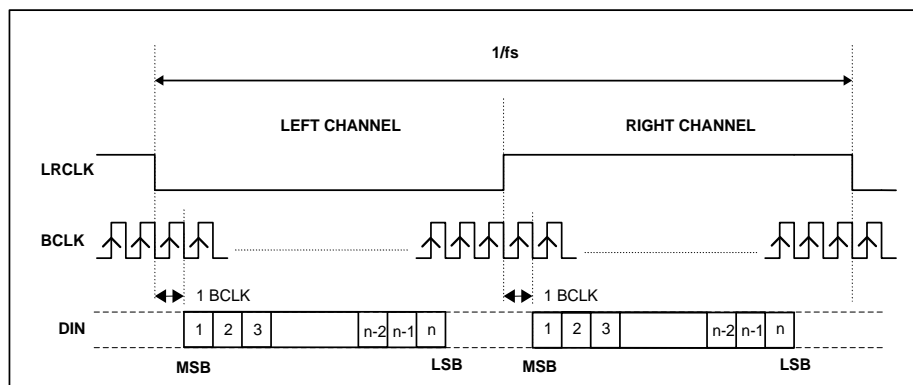 1/fs
LEFT CHANNEL RIGHT CHANNEL
LRCLK
BCLK
1 BCLK 1 BCLK
DIN 1 2 3 n-2 n-1 n 1 2 3 n-2 n-1 n
MSB LSB MSB LSB